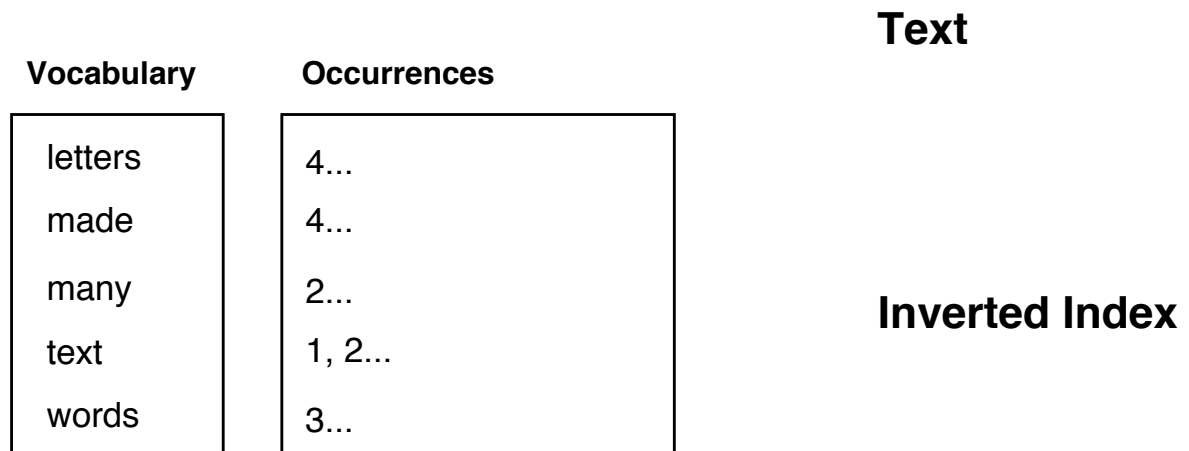 Text
Vocabulary Occurrences
letters 4...
made 4...
many 2...
Inverted Index
text 1, 2...
words 3...